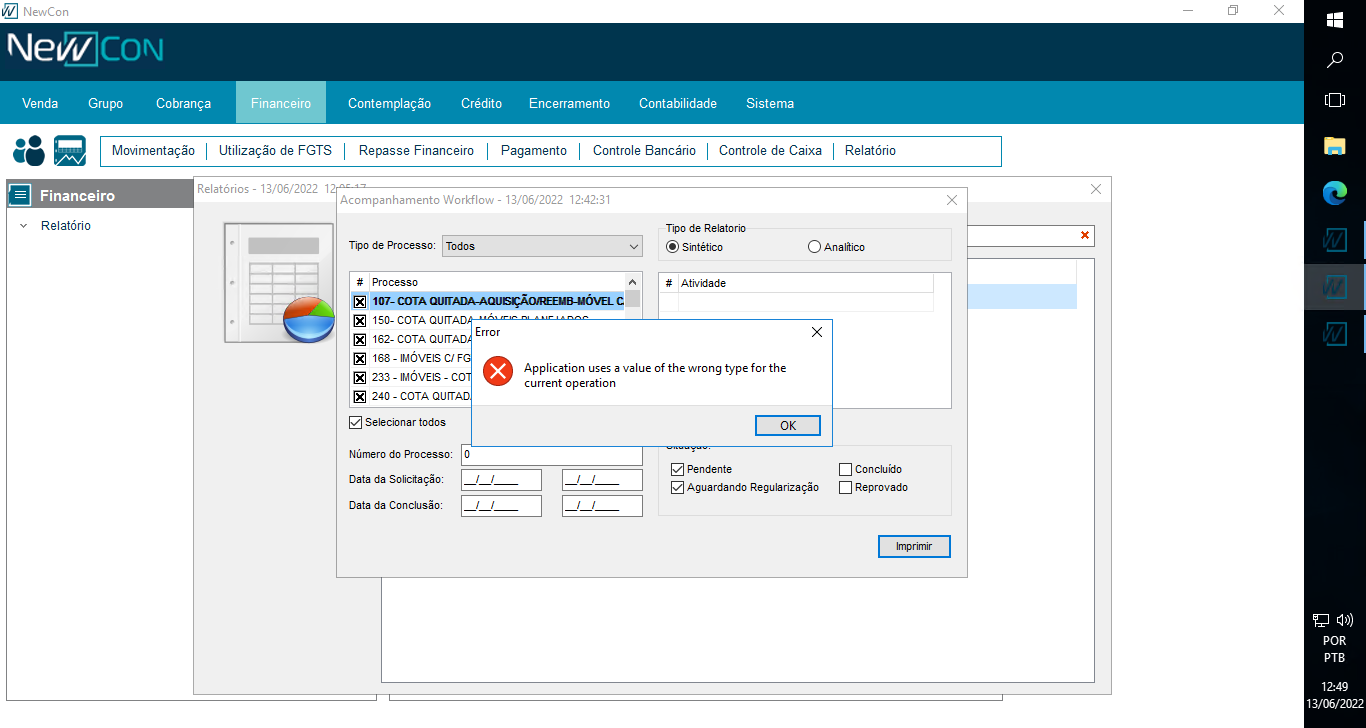 NewCon
NewCon
Venda Grupo Cobrança Financeiro Contemplação Crédito Encerramento Contabilidade Sistema
Movimentação Utilização de FGTS Repasse Financeiro Pagamento Controle Bancário Controle de Caixa Relatório
Financeiro
Relatório
Relatórios - 13/06/2022
Acompanhamento Workflow - 13/06/2022 12:42:31
Tipo de Processo: Todos
Tipo de Relatorio
Sintético Analítico
# Processo
107- COTA QUITADA-AQUISIÇÃO/REEMB-MÓVEL C
150- COTA QUITADA-MÓVEIS PLANEJADOS
162- COTA QUITADA
168 - IMÓVEIS C/ FG
233 - IMÓVEIS - COT
240 - COTA QUITAD
# Atividade
Error
Application uses a value of the wrong type for the
current operation
OK
Selecionar todos
Número do Processo: 0
Data da Solicitação: __/__/____ __/__/____
Data da Conclusão: __/__/____ __/__/____
Situação:
Pendente Concluído
Aguardando Regularização Reprovado
Imprimir
POR
PTB
12:49
13/06/2022